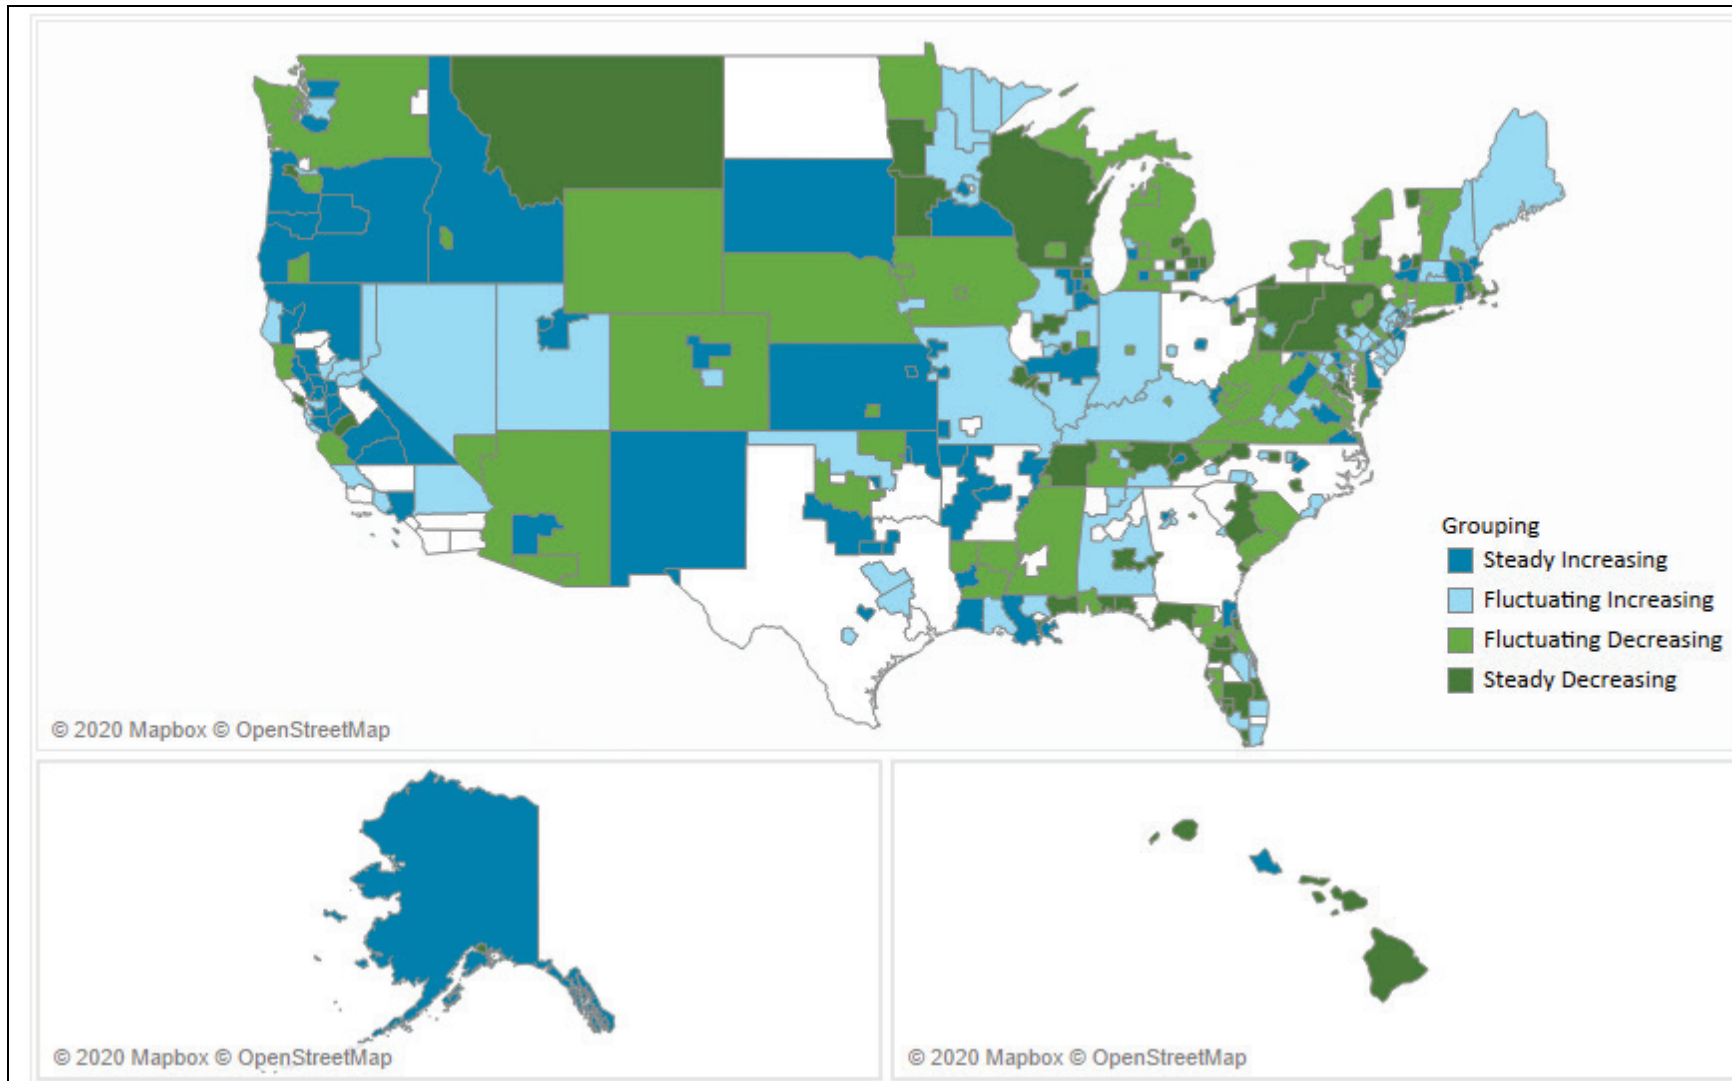 Grouping
Steady Increasing
Fluctuating Increasing
Fluctuating Decreasing
Steady Decreasing
© 2020 Mapbox © OpenStreetMap
© 2020 Mapbox © OpenStreetMap
© 2020 Mapbox © OpenStreetMap